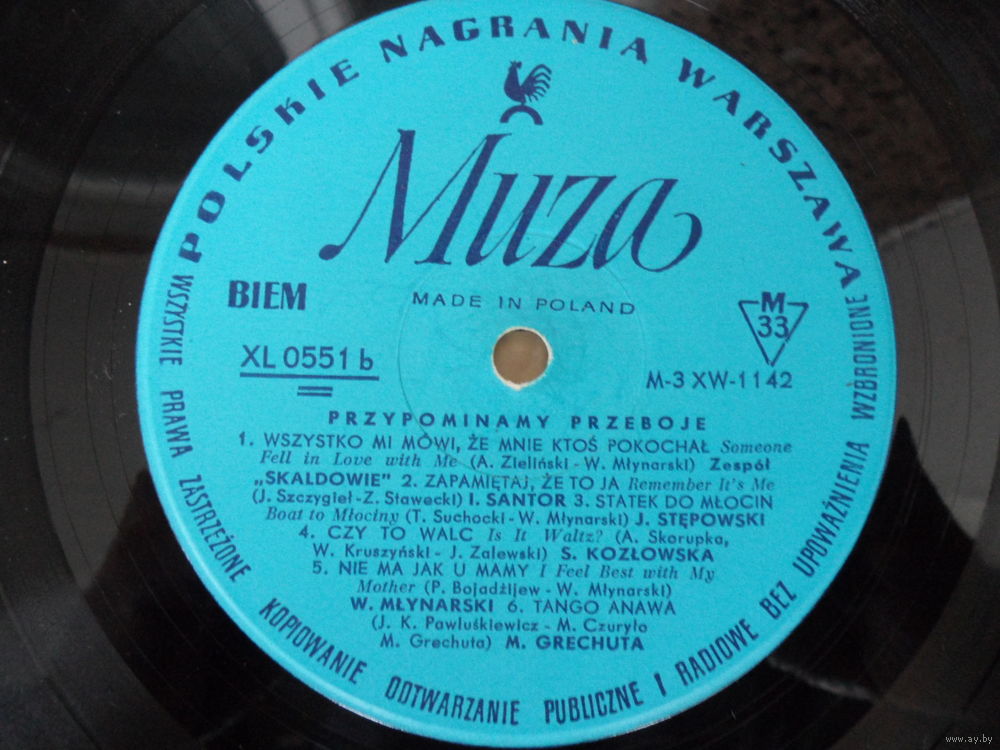 POLSKIE NAGRANIA WARSZAWA
Muza
BIEM
MADE IN POLAND
M
33
XL 0551 b
M-3 XW-1142
PRZYPOMINAMY PRZEBOJE
1. WSZYSTKO MI MÓWI, ŻE MNIE KTOŚ POKOCHAŁ Someone
Fell in Love with Me (A. Zieliński - W. Młynarski) Zespół
„SKALDOWIE” 2. ZAPAMIĘTAJ, ŻE TO JA Remember It's Me
(J. Szczygieł-Z. Sławecki) I. SANTOR 3. STATEK DO MŁOCIN
Boat to Młociny (T. Suchocki - W. Młynarski) J. STĘPOWSKI
4. CZY TO WALC Is It Waltz? (A. Skorupka,
W. Kruszyński - J. Zalewski) S. KOZŁOWSKA
5. NIE MA JAK U MAMY I Feel Best with My
Mother (P. Bojadżijew - W. Młynarski)
W. MŁYNARSKI 6. TANGO ANAWA
(J. K. Pawluśkiewicz - M. Czuryło
M. Grechuta) M. GRECHUTA
WSZYSTKIE PRAWA ZASTRZEŻONE KOPIOWANIE ODTWARZANIE PUBLICZNE I RADIOWE BEZ UPOWAŻNIENIA WZBRONIONE
www.ay.by